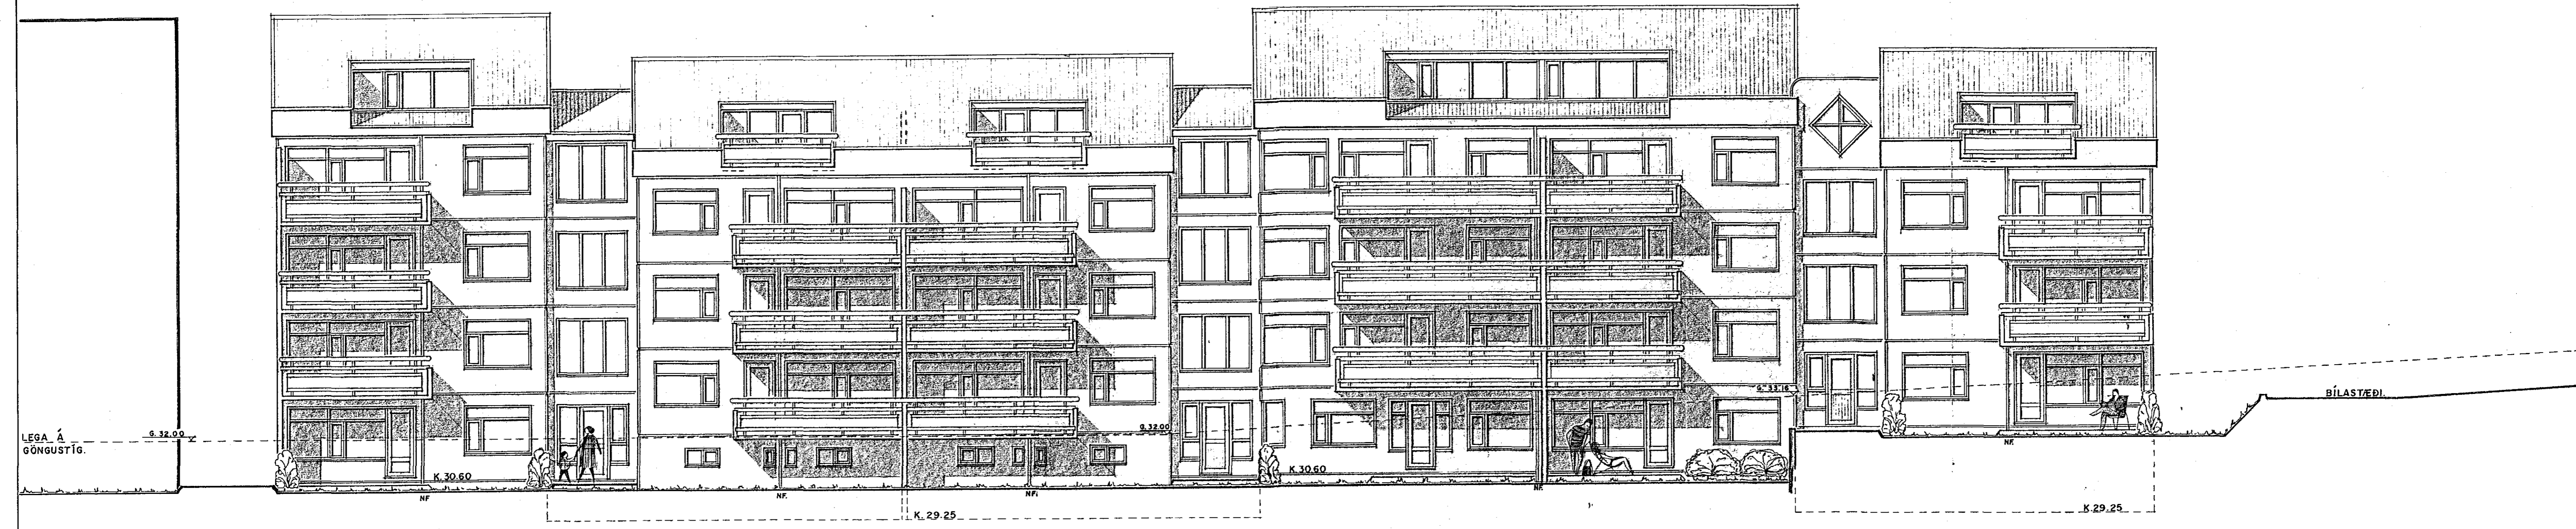 LEGA Á
GÖNGUSTÍG.
G. 32.00
K. 30.60
NF
NF.
NF.
K. 29.25
G. 32.00
K. 30.60
NF.
G. 33.16
NF.
K. 29.25
BÍLASTÆÐI.